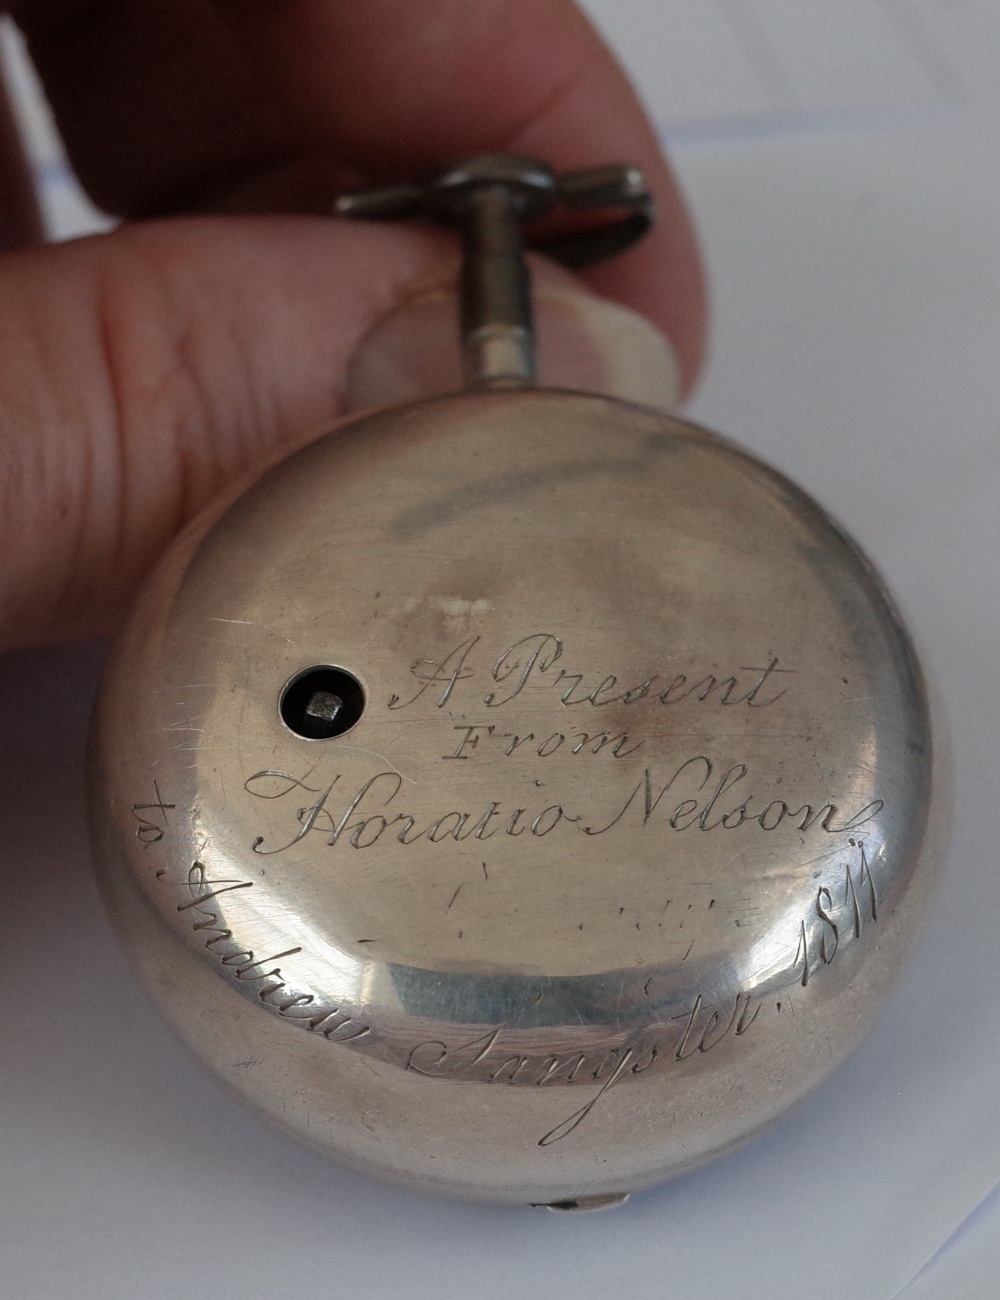 A Present
From
Horatio Nelson
to Andrew Sangster. 1811